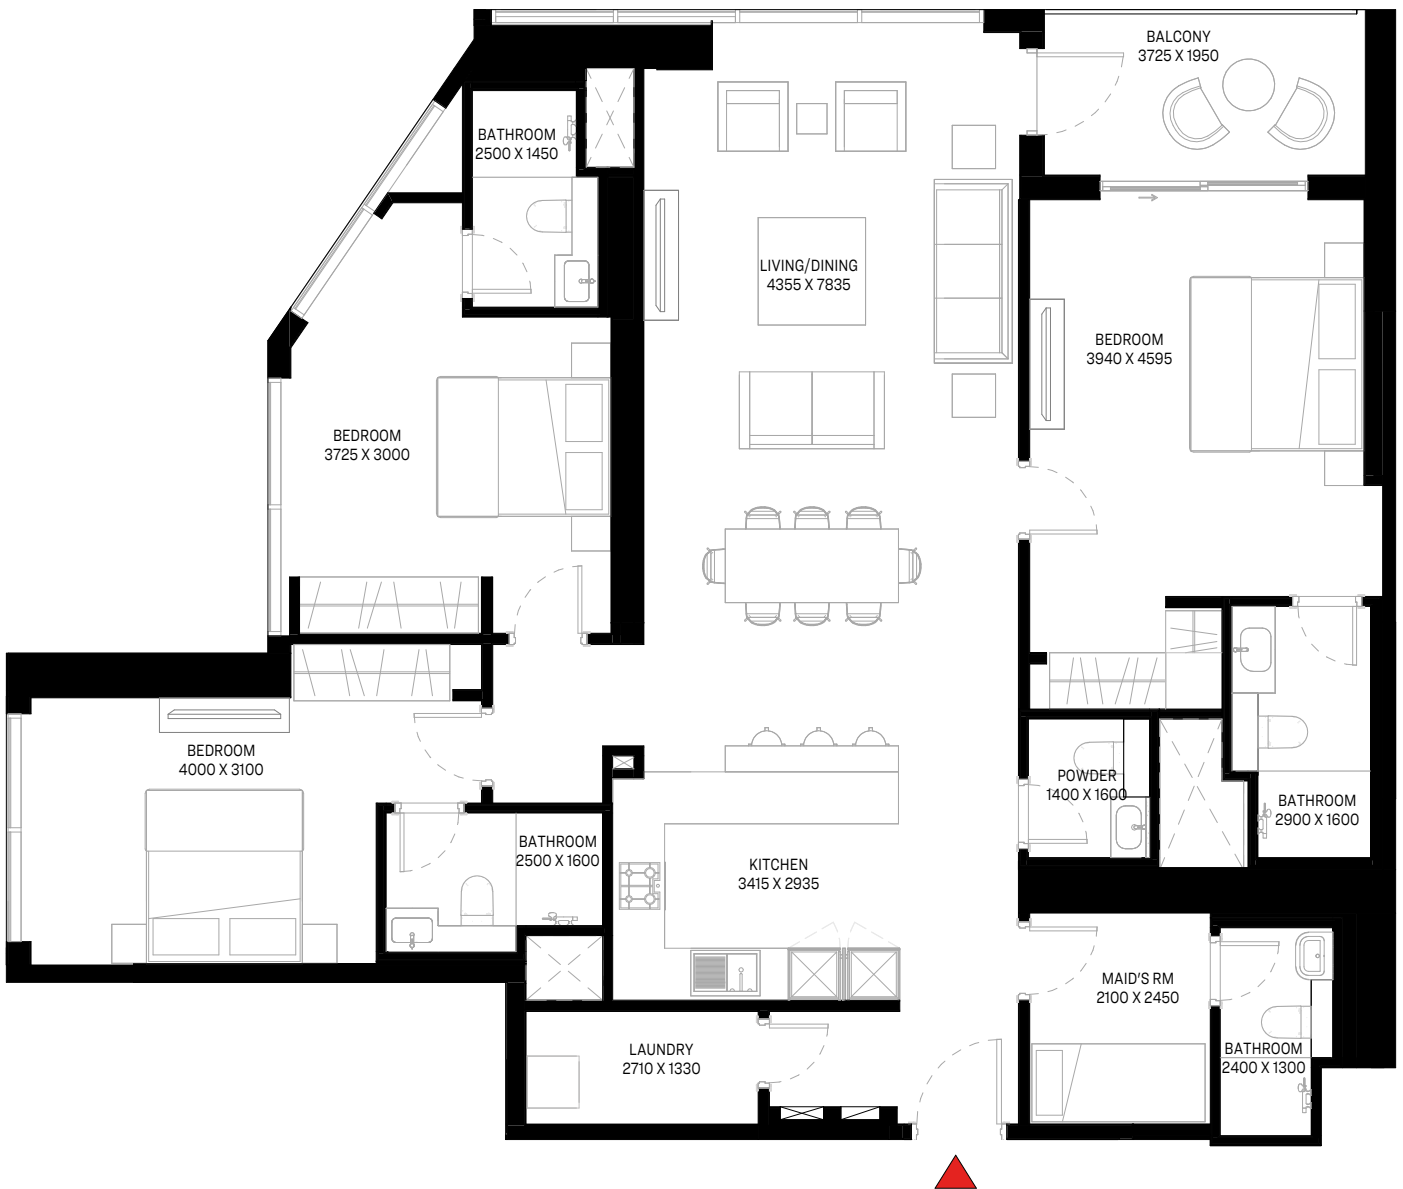 BALCONY
3725 X 1950
BATHROOM
2500 X 1450
LIVING/DINING
4355 X 7835
BEDROOM
3940 X 4595
BEDROOM
3725 X 3000
BEDROOM
4000 X 3100
POWDER
1400 X 1600
BATHROOM
2900 X 1600
BATHROOM
2500 X 1600
KITCHEN
3415 X 2935
MAID'S RM
2100 X 2450
LAUNDRY
2710 X 1330
BATHROOM
2400 X 1300